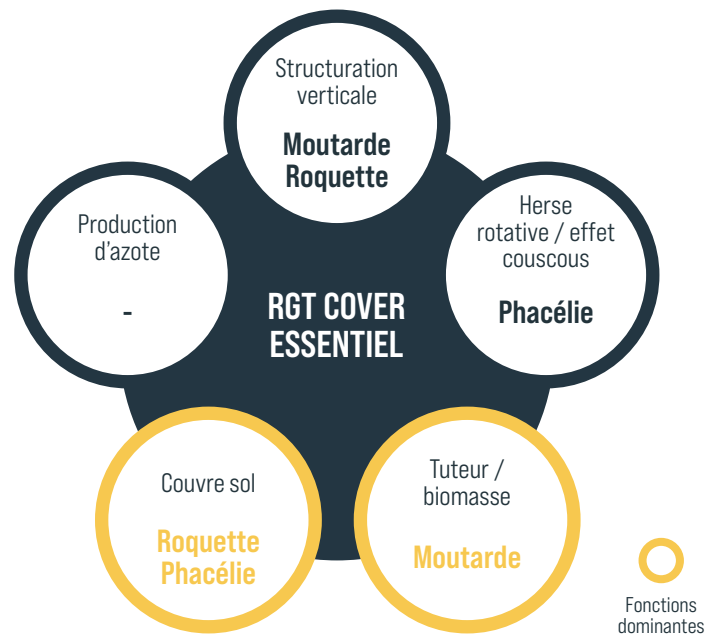 Structuration
verticale
Moutarde
Roquette
Production
d'azote
-
Herse
rotative / effet
couscous
Phacélie
RGT COVER
ESSENTIEL
Couvre sol
Roquette
Phacélie
Tuteur /
biomasse
Moutarde
Fonctions
dominantes